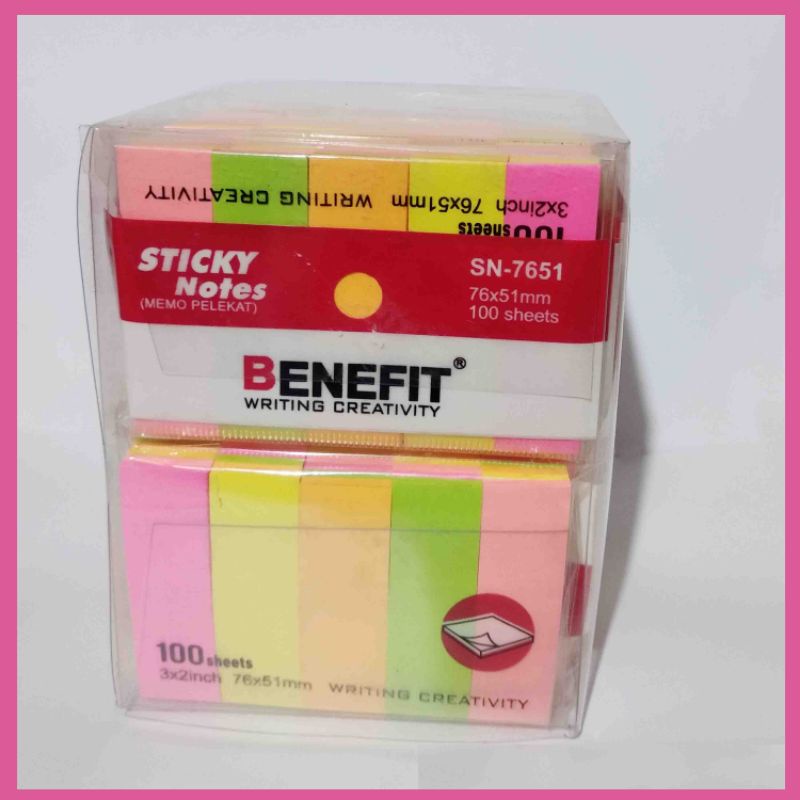 WRITING CREATIVITY 76x51mm 3x2inch
100 sheets
STICKY
Notes
(MEMO PELEKAT)
SN-7651
76x51mm
100 sheets
BENEFIT®
WRITING CREATIVITY
100 sheets
3x2inch 76x51mm WRITING CREATIVITY